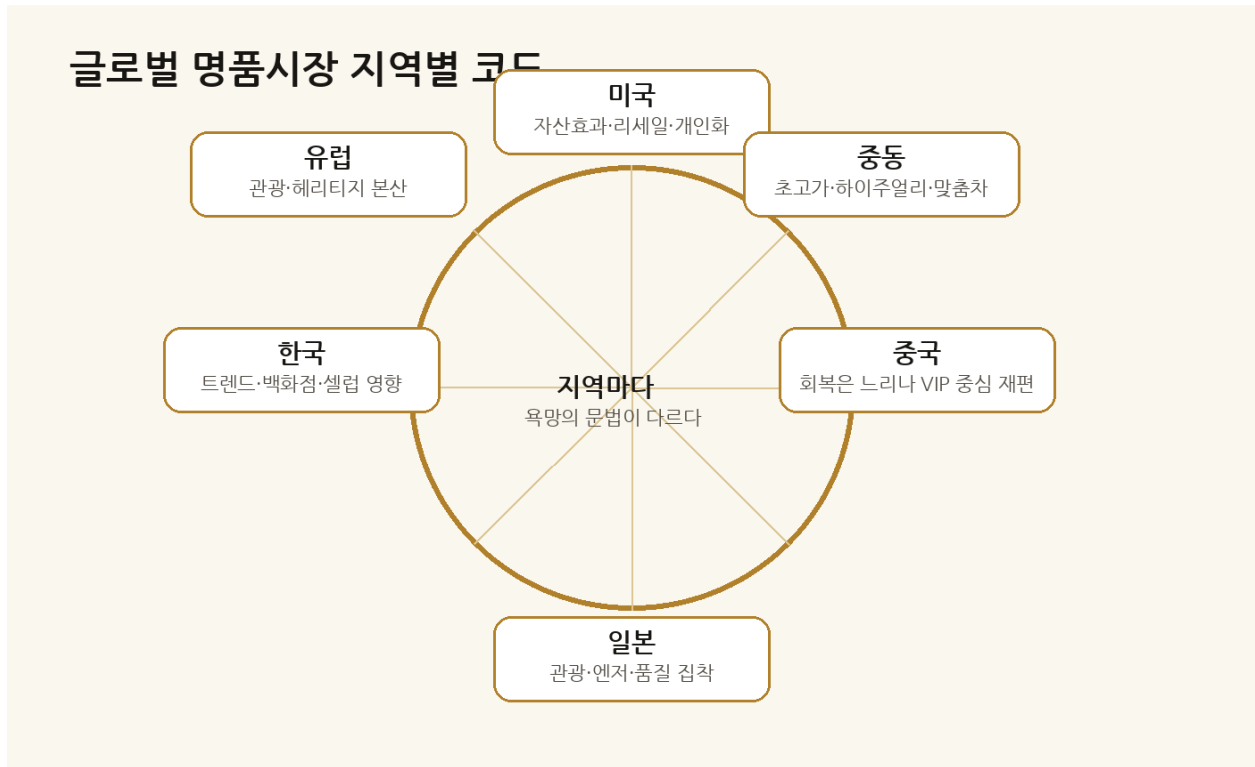 글로벌 명품시장 지역별 코드
미국
자산효과·리세일·개인화
유럽
관광·헤리티지 본산
중동
초고가·하이주얼리·맞춤차
한국
트렌드·백화점·셀럽 영향
중국
회복은 느리나 VIP 중심 재편
지역마다
욕망의 문법이 다르다
일본
관광·엔저·품질 집착